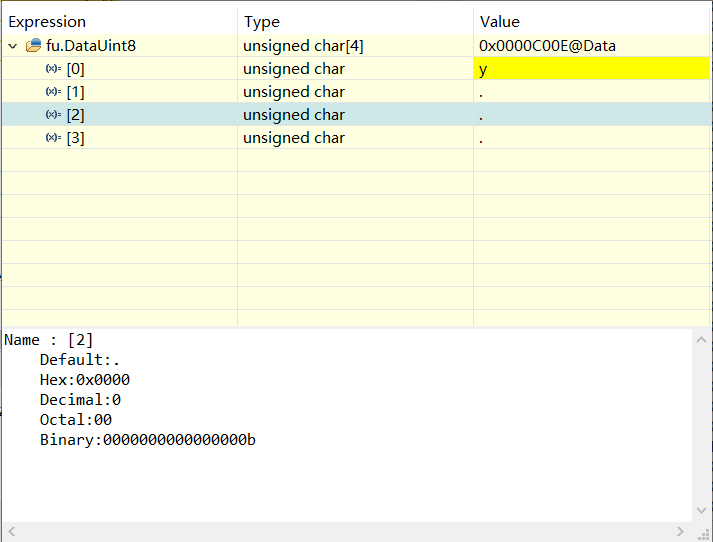 Expression Type Value
fu.DataUint8 unsigned char[4] 0x0000C00E@Data
(x)= [0] unsigned char y
(x)= [1] unsigned char .
(x)= [2] unsigned char .
(x)= [3] unsigned char .
Name : [2]
Default:.
Hex:0x0000
Decimal:0
Octal:00
Binary:0000000000000000b